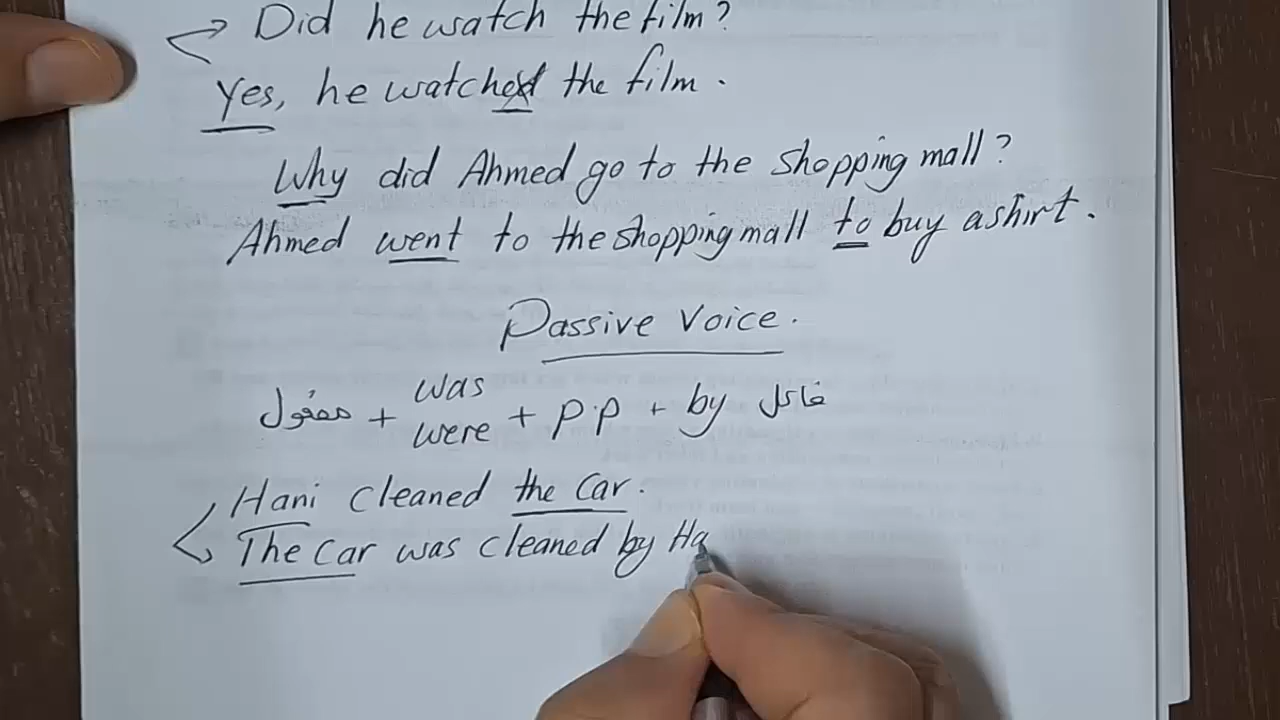 Did he watch the film?
Yes, he watched the film.
Why did Ahmed go to the shopping mall?
Ahmed went to the shopping mall to buy a shirt.
Passive Voice.
مفعول + was were + p.p + by فاعل
Hani cleaned the car.
The car was cleaned by Ha